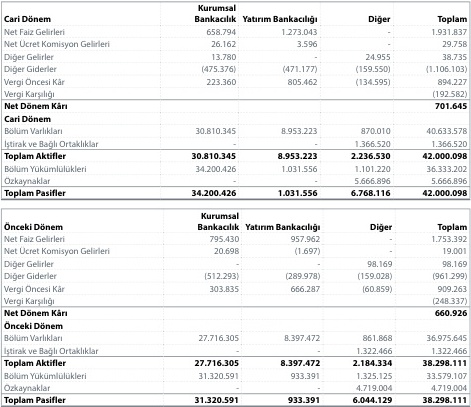 Kurumsal
Cari Dönem Bankacılık Yatırım Bankacılığı Diğer Toplam
Net Faiz Gelirleri 658.794 1.273.043 - 1.931.837
Net Ücret Komisyon Gelirleri 26.162 3.596 - 29.758
Diğer Gelirler 13.780 - 24.955 38.735
Diğer Giderler (475.376) (471.177) (159.550) (1.106.103)
Vergi Öncesi Kâr 223.360 805.462 (134.595) 894.227
Vergi Karşılığı (192.582)
Net Dönem Kârı 701.645
Cari Dönem
Bölüm Varlıkları 30.810.345 8.953.223 870.010 40.633.578
İştirak ve Bağlı Ortaklıklar - - 1.366.520 1.366.520
Toplam Aktifler 30.810.345 8.953.223 2.236.530 42.000.098
Bölüm Yükümlülükleri 34.200.426 1.031.556 1.101.220 36.333.202
Özkaynaklar - - 5.666.896 5.666.896
Toplam Pasifler 34.200.426 1.031.556 6.768.116 42.000.098
Kurumsal
Önceki Dönem Bankacılık Yatırım Bankacılığı Diğer Toplam
Net Faiz Gelirleri 795.430 957.962 - 1.753.392
Net Ücret Komisyon Gelirleri 20.698 (1.697) - 19.001
Diğer Gelirler - - 98.169 98.169
Diğer Giderler (512.293) (289.978) (159.028) (961.299)
Vergi Öncesi Kâr 303.835 666.287 (60.859) 909.263
Vergi Karşılığı (248.337)
Net Dönem Kârı 660.926
Önceki Dönem
Bölüm Varlıkları 27.716.305 8.397.472 861.868 36.975.645
İştirak ve Bağlı Ortaklıklar - - 1.322.466 1.322.466
Toplam Aktifler 27.716.305 8.397.472 2.184.334 38.298.111
Bölüm Yükümlülükleri 31.320.591 933.391 1.325.125 33.579.107
Özkaynaklar - - 4.719.004 4.719.004
Toplam Pasifler 31.320.591 933.391 6.044.129 38.298.111